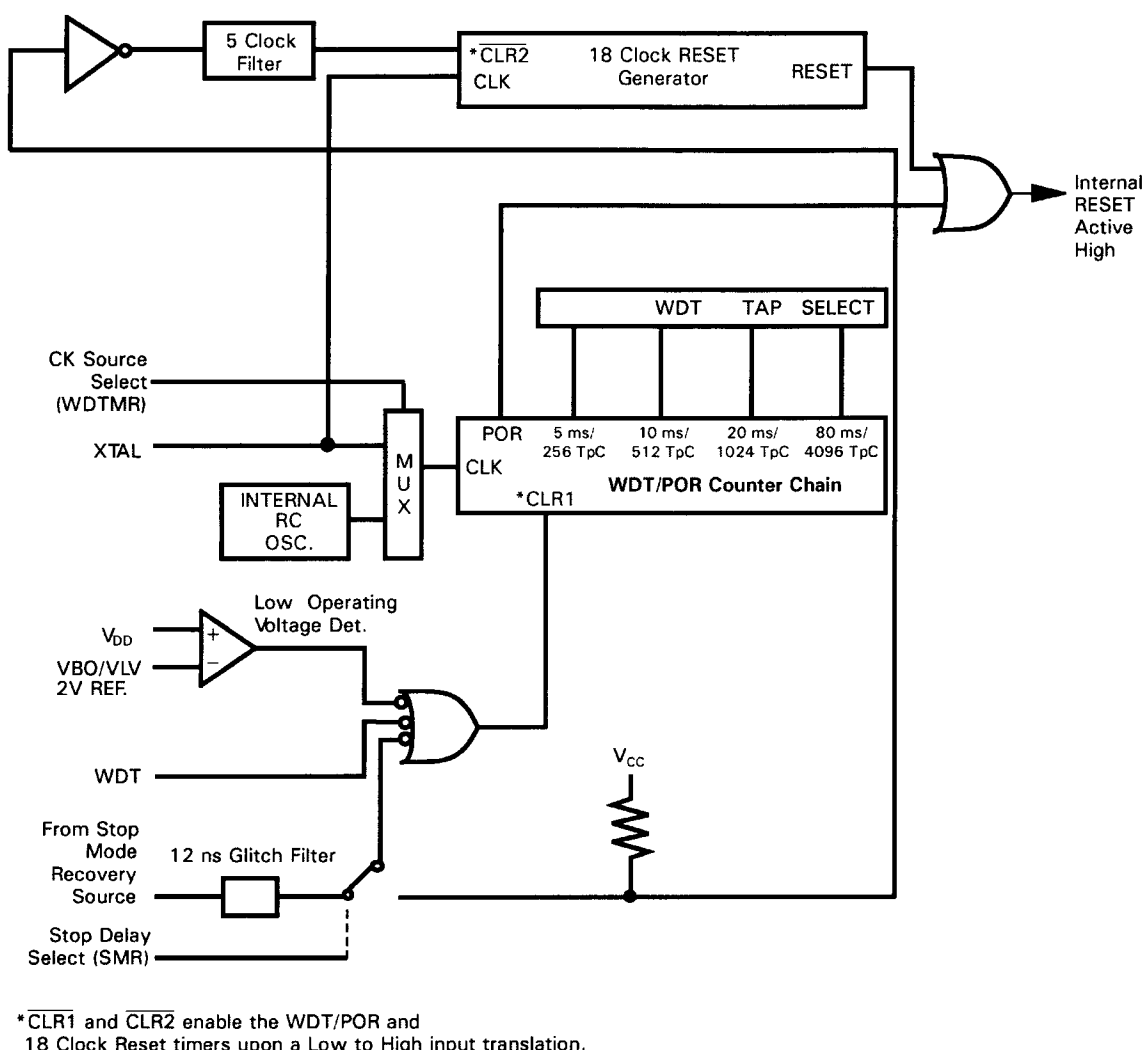 5 Clock
Filter
*CLR2
CLK
18 Clock RESET
Generator
RESET
Internal
RESET
Active
High
WDT TAP SELECT
CK Source
Select
(WDTMR)
XTAL
MUX
INTERNAL
RC
OSC.
POR
CLK
5 ms/
256 TpC
10 ms/
512 TpC
20 ms/
1024 TpC
80 ms/
4096 TpC
WDT/POR Counter Chain
*CLR1
Low Operating
Voltage Det.
VDD
+
−
VBO/VLV
2V REF.
WDT
VCC
From Stop
Mode
Recovery
Source
12 ns Glitch Filter
Stop Delay
Select (SMR)
*CLR1 and CLR2 enable the WDT/POR and
18 Clock Reset timers upon a Low to High input translation.